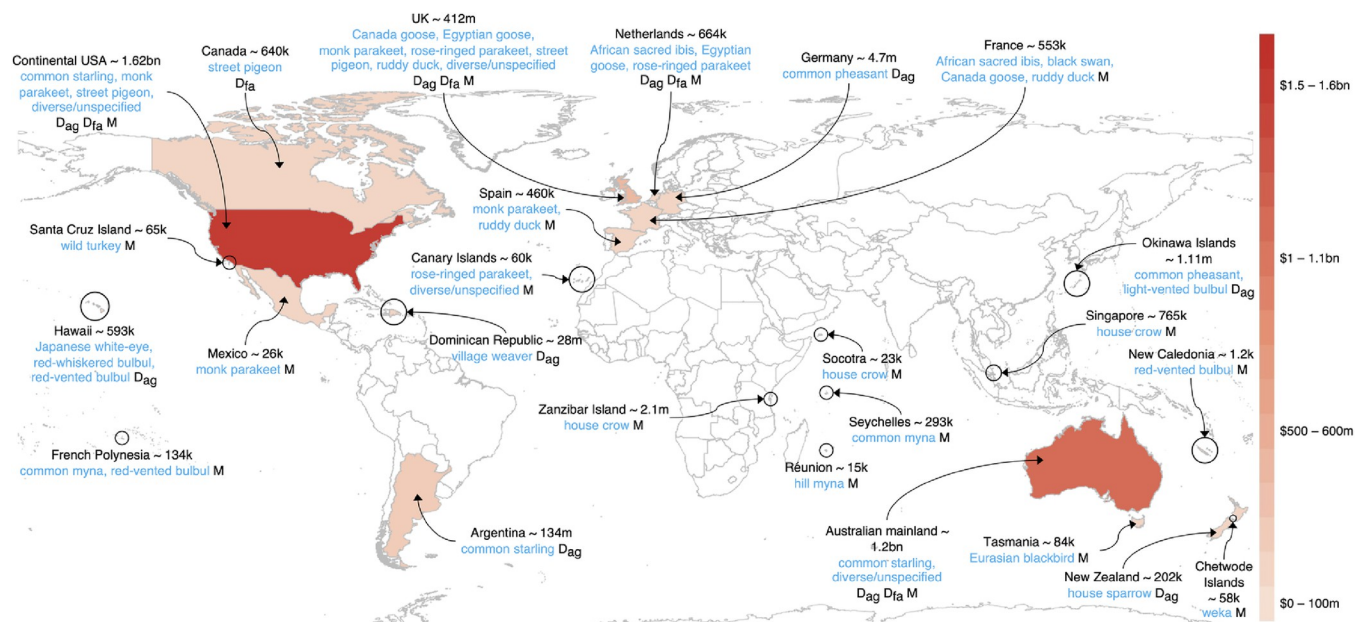 Continental USA ~ 1.62bn
common starling, monk
parakeet, street pigeon,
diverse/unspecified
Dag Dfa M
Canada ~ 640k
street pigeon
Dfa
UK ~ 412m
Canada goose, Egyptian goose,
monk parakeet, rose-ringed parakeet, street
pigeon, ruddy duck, diverse/unspecified
Dag Dfa M
Netherlands ~ 664k
African sacred ibis, Egyptian
goose, rose-ringed parakeet
Dag Dfa M
Germany ~ 4.7m
common pheasant Dag
France ~ 553k
African sacred ibis, black swan,
Canada goose, ruddy duck M
Spain ~ 460k
monk parakeet,
ruddy duck M
Santa Cruz Island ~ 65k
wild turkey M
Canary Islands ~ 60k
rose-ringed parakeet,
diverse/unspecified M
Okinawa Islands
~ 1.11m
common pheasant,
light-vented bulbul Dag
Hawaii ~ 593k
Japanese white-eye,
red-whiskered bulbul,
red-vented bulbul Dag
Mexico ~ 26k
monk parakeet M
Dominican Republic ~ 28m
village weaver Dag
Socotra ~ 23k
house crow M
Singapore ~ 765k
house crow M
New Caledonia ~ 1.2k
red-vented bulbul M
Zanzibar Island ~ 2.1m
house crow M
Seychelles ~ 293k
common myna M
French Polynesia ~ 134k
common myna, red-vented bulbul M
Réunion ~ 15k
hill myna M
Argentina ~ 134m
common starling Dag
Australian mainland ~
1.2bn
common starling,
diverse/unspecified
Dag Dfa M
Tasmania ~ 84k
Eurasian blackbird M
New Zealand ~ 202k
house sparrow Dag
Chetwode
Islands
~ 58k
weka M
$1.5 – 1.6bn
$1 – 1.1bn
$500 – 600m
$0 – 100m